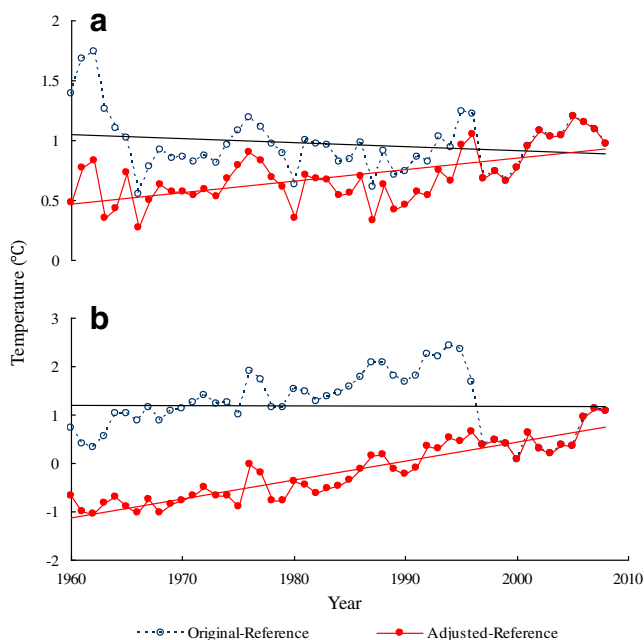 a
2
1.5
1
0.5
0
Temperature (℃)
b
3
2
1
0
-1
-2
1960 1970 1980 1990 2000 2010
Year
Original-Reference Adjusted-Reference